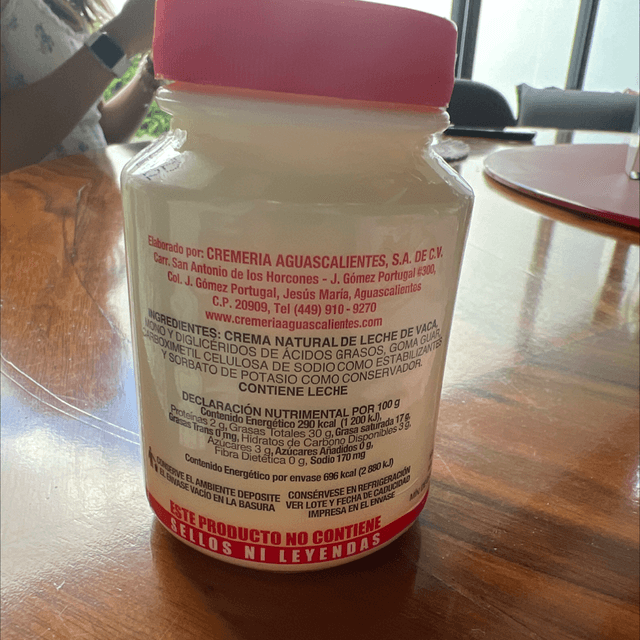 Elaborado por: CREMERIA AGUASCALIENTES, S.A. DE C.V.
Carr. San Antonio de los Horcones - J. Gómez Portugal #300,
Col. J. Gómez Portugal, Jesús María, Aguascalientes
C.P. 20909, Tel (449) 910 - 9270
www.cremeriaaguascalientes.com
INGREDIENTES: CREMA NATURAL DE LECHE DE VACA,
MONO Y DIGLICÉRIDOS DE ÁCIDOS GRASOS, GOMA GUAR,
CARBOXIMETIL CELULOSA DE SODIO COMO ESTABILIZANTES
Y SORBATO DE POTASIO COMO CONSERVADOR.
CONTIENE LECHE
DECLARACIÓN NUTRIMENTAL POR 100 g
Contenido Energético 290 kcal (1 200 kJ)
Proteínas 2 g, Grasas Totales 30 g, Grasa saturada 17 g,
Grasas Trans 0 mg, Hidratos de Carbono Disponibles 3 g,
Azúcares 3 g, Azúcares Añadidos 0 g,
Fibra Dietética 0 g, Sodio 170 mg
Contenido Energético por envase 696 kcal (2 880 kJ)
CONSERVE EL AMBIENTE DEPOSITE
EL ENVASE VACÍO EN LA BASURA
CONSÉRVESE EN REFRIGERACIÓN
VER LOTE Y FECHA DE CADUCIDAD
IMPRESA EN EL ENVASE
ESTE PRODUCTO NO CONTIENE
SELLOS NI LEYENDAS